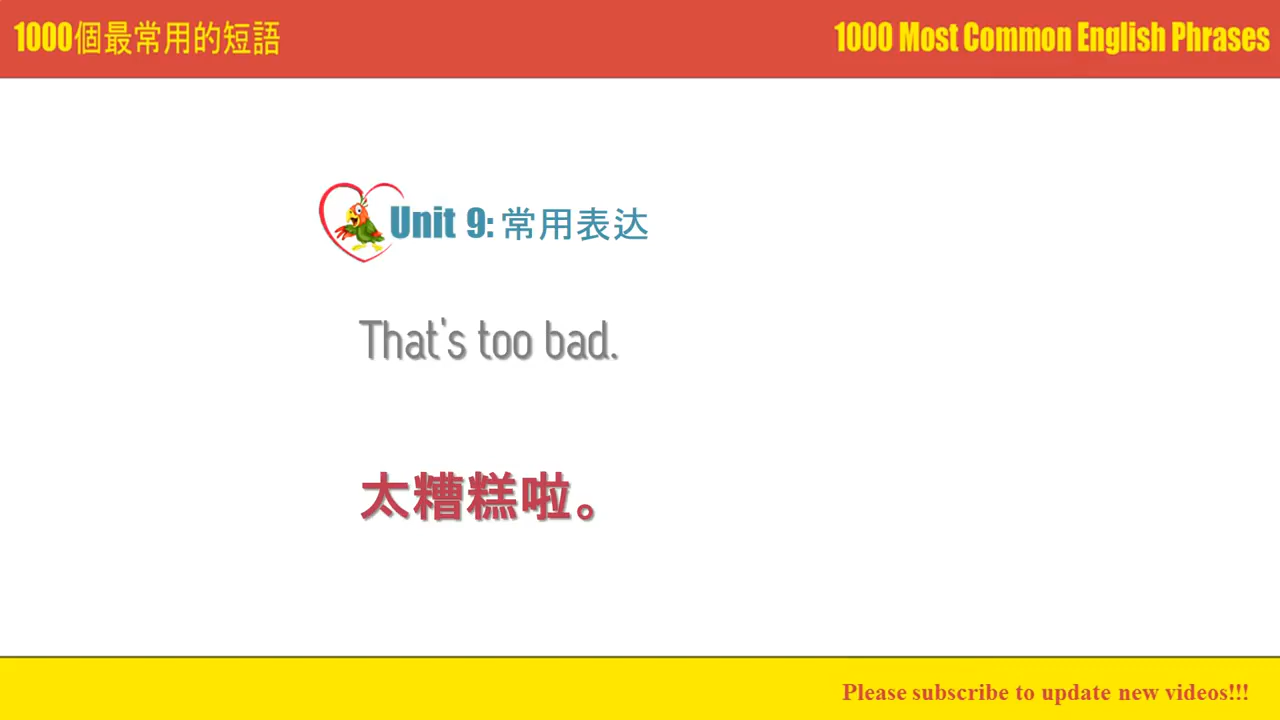 1000個最常用的短語
1000 Most Common English Phrases
Unit 9: 常用表达
That's too bad.
太糟糕啦。
Please subscribe to update new videos!!!